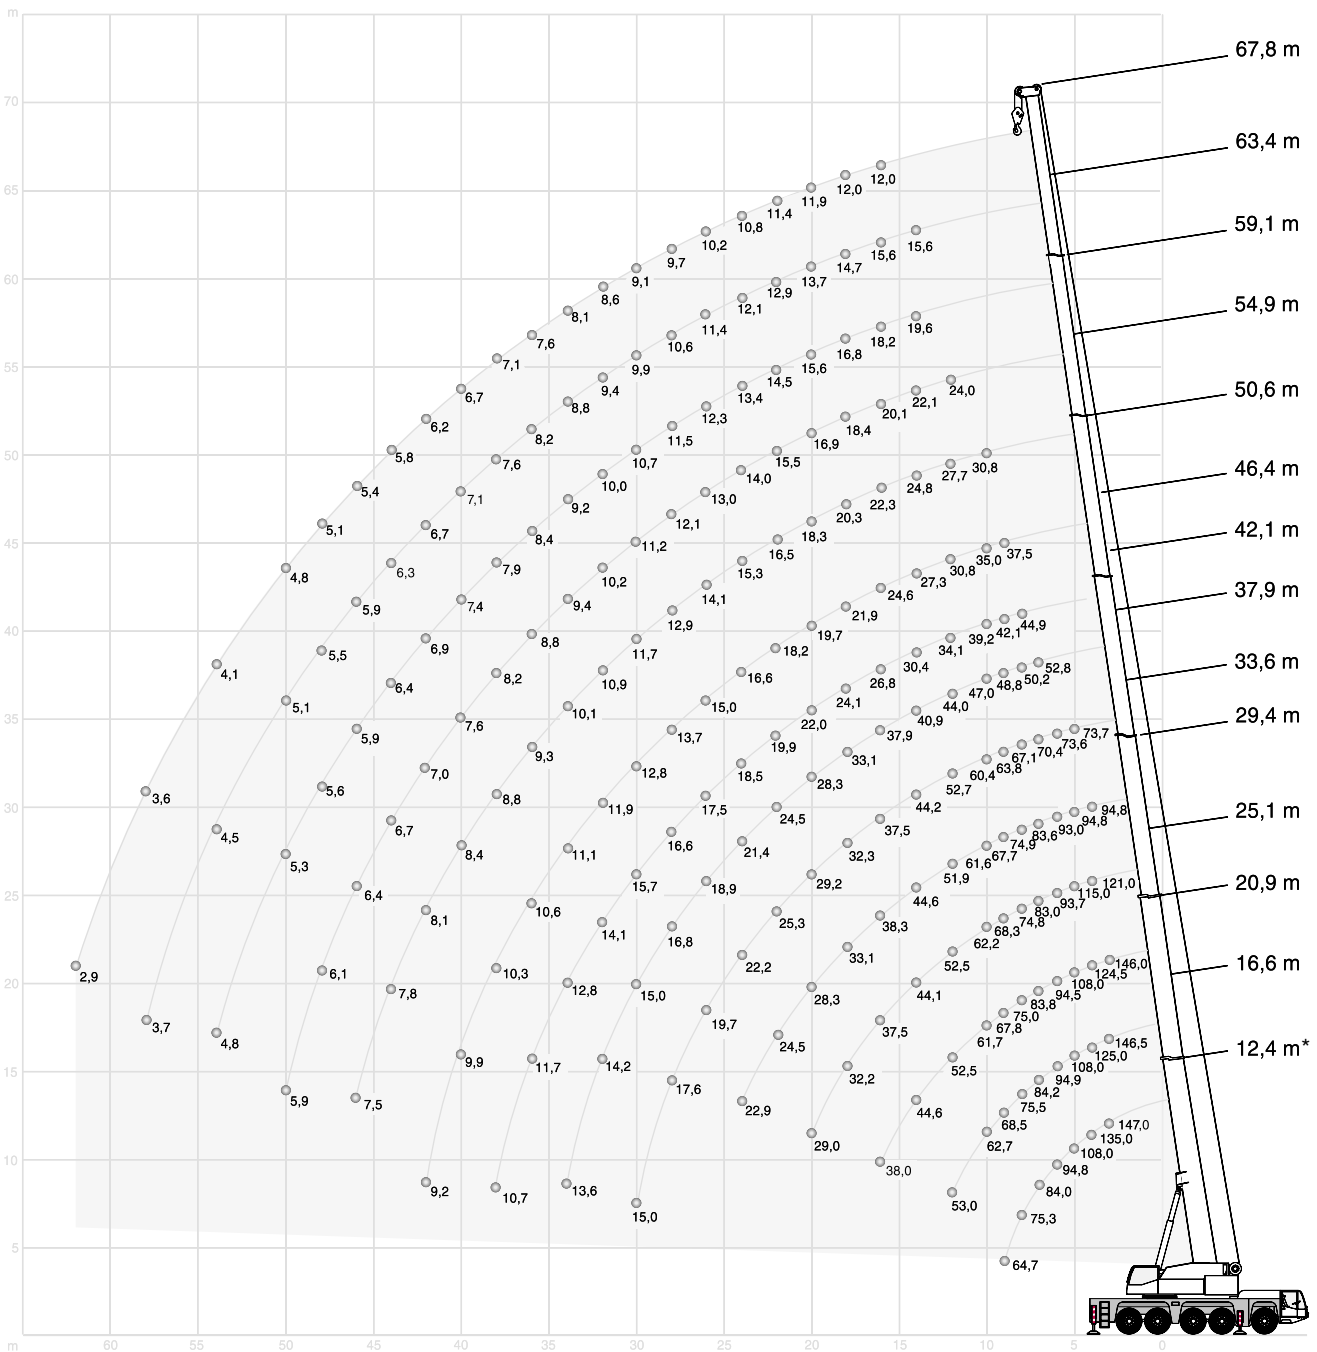 m
70
65
60
55
50
45
40
35
30
25
20
15
10
5
67,8 m
63,4 m
59,1 m
54,9 m
50,6 m
46,4 m
42,1 m
37,9 m
33,6 m
29,4 m
25,1 m
20,9 m
16,6 m
12,4 m*
2,9 3,6 4,1 4,8 5,1 5,4 5,8 6,2 6,7 7,1 7,6 8,1 8,6 9,1 9,7 10,2 10,8 11,4 11,9 12,0 12,0
3,7 4,5 5,1 5,5 5,9 6,3 6,7 7,1 7,6 8,2 8,8 9,4 9,9 10,6 11,4 12,1 12,9 13,7 14,7 15,6 15,6
4,8 5,3 5,6 5,9 6,4 6,9 7,4 7,9 8,4 9,2 10,0 10,7 11,5 12,3 13,4 14,5 15,6 16,8 18,2 19,6
5,9 6,1 6,4 6,7 7,0 7,6 8,2 8,8 9,4 10,2 11,2 12,1 13,0 14,0 15,5 16,9 18,4 20,1 22,1 24,0
7,5 7,8 8,1 8,4 8,8 9,3 10,1 10,9 11,7 12,9 14,1 15,3 16,5 18,3 20,3 22,3 24,8 27,7 30,8
9,2 9,9 10,3 10,6 11,1 11,9 12,8 13,7 15,0 16,6 18,2 19,7 21,9 24,6 27,3 30,8 35,0 37,5
10,7 11,7 12,8 14,1 15,7 16,6 17,5 18,5 19,9 22,0 24,1 26,8 30,4 34,1 39,2 42,1 44,9
13,6 14,2 15,0 16,8 18,9 21,4 24,5 28,3 33,1 37,9 40,9 44,0 47,0 48,8 50,2 52,8
15,0 17,6 19,7 22,2 25,3 29,2 32,3 37,5 44,2 52,7 60,4 63,8 67,1 70,4 73,6 73,7
22,9 24,5 28,3 33,1 38,3 44,6 51,9 61,6 67,7 74,9 83,6 93,0 94,8 94,8
29,0 32,2 37,5 44,1 52,5 62,2 68,3 74,8 83,0 93,7 115,0 121,0
38,0 44,6 52,5 61,7 67,8 75,0 83,8 94,5 108,0 124,5 146,0
53,0 62,7 68,5 75,5 84,2 94,9 108,0 125,0 146,5
64,7 75,3 84,0 94,8 108,0 135,0 147,0
m 60 55 50 45 40 35 30 25 20 15 10 5 0